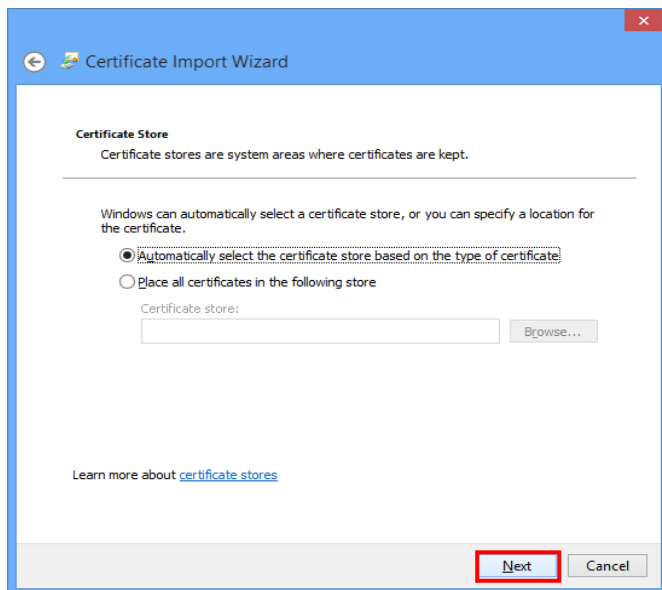 Certificate Import Wizard
Certificate Store
Certificate stores are system areas where certificates are kept.
Windows can automatically select a certificate store, or you can specify a location for
the certificate.
Automatically select the certificate store based on the type of certificate
Place all certificates in the following store
Certificate store:
Browse...
Learn more about certificate stores
Next
Cancel